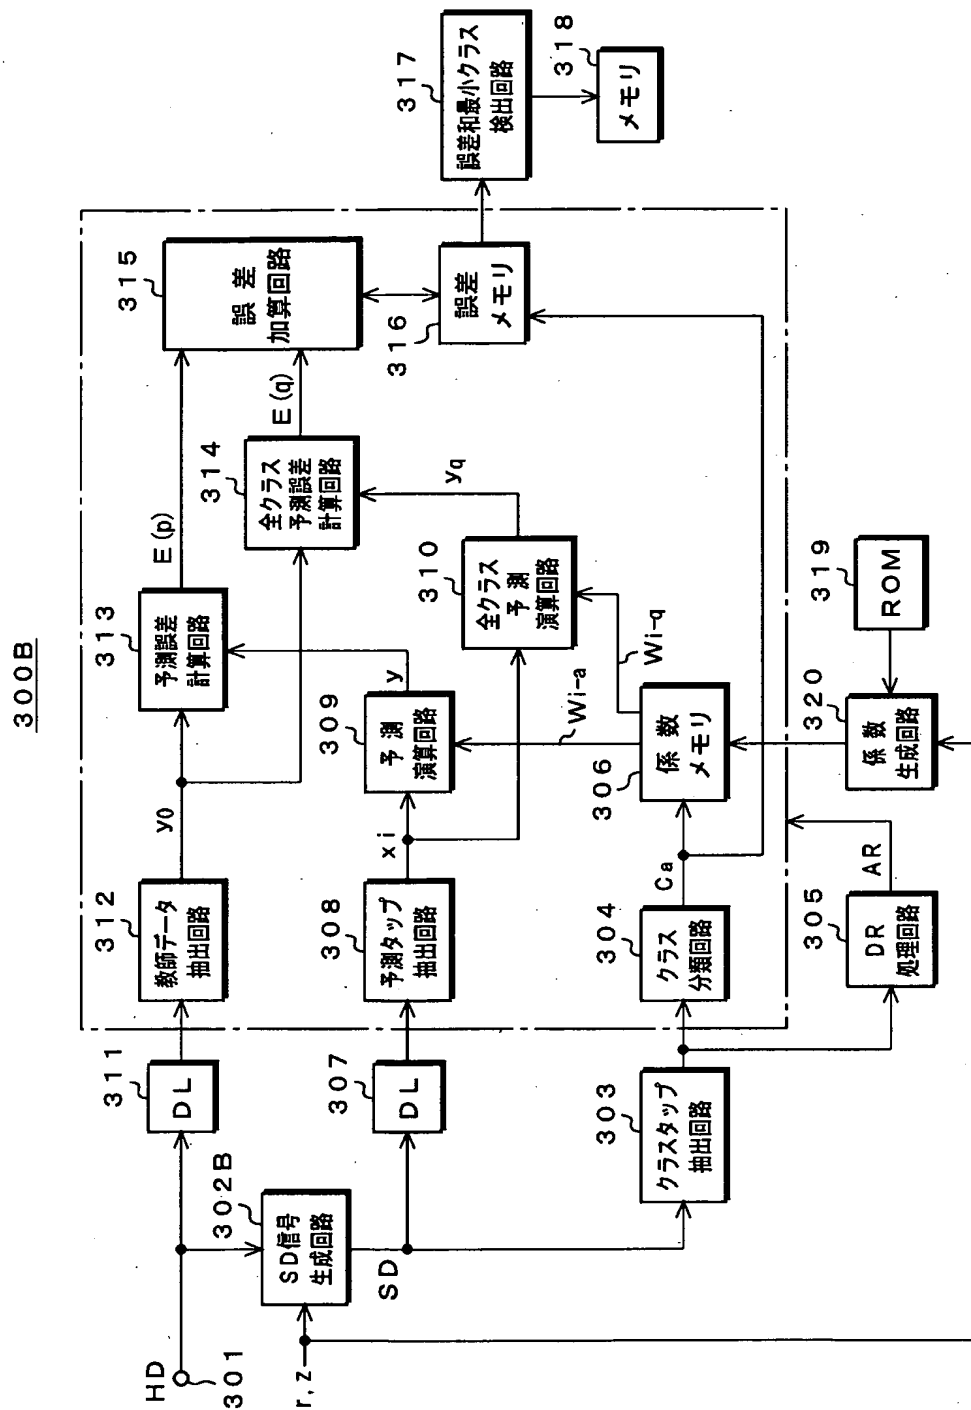 300B
HD
301
r, z
302B
SD信号
生成回路
SD
311
DL
307
DL
303
クラスタップ
抽出回路
312
教師データ
抽出回路
308
予測タップ
抽出回路
304
クラス
分類回路
305
DR
処理回路
AR
y0
xi
Ca
313
予測誤差
計算回路
309
予測
演算回路
y
306
係数
メモリ
Wi-a
Wi-q
320
係数
生成回路
319
ROM
310
全クラス
予測
演算回路
yq
314
全クラス
予測誤差
計算回路
E(p)
E(q)
315
誤差
加算回路
316
誤差
メモリ
317
誤差和最小クラス
検出回路
318
メモリ